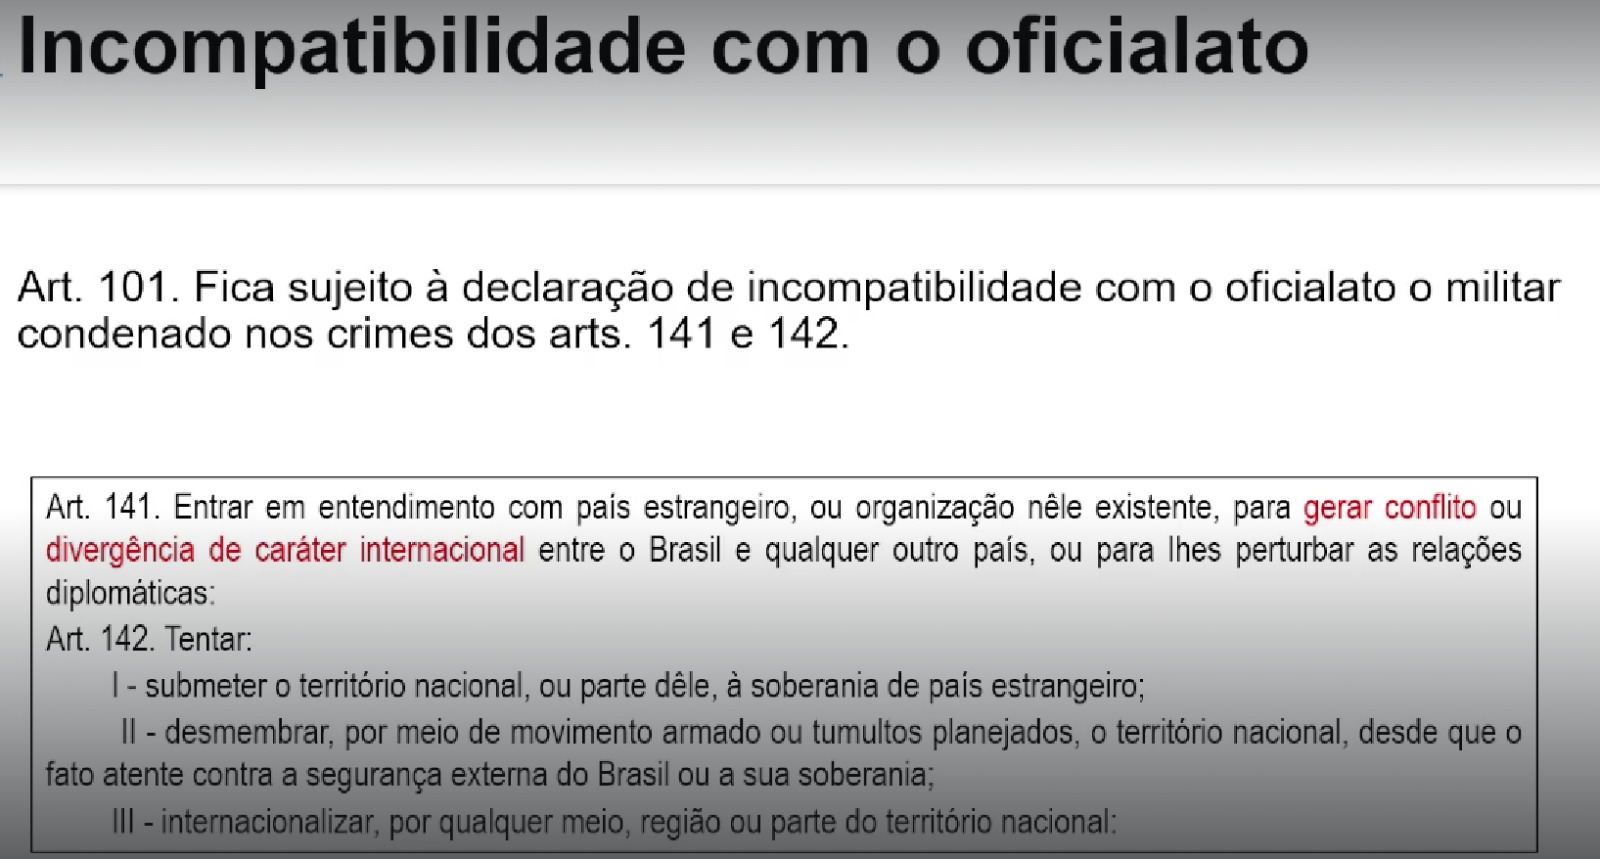 Incompatibilidade com o oficialato
Art. 101. Fica sujeito à declaração de incompatibilidade com o oficialato o militar
condenado nos crimes dos arts. 141 e 142.
Art. 141. Entrar em entendimento com país estrangeiro, ou organização nêle existente, para gerar conflito ou
divergência de caráter internacional entre o Brasil e qualquer outro país, ou para lhes perturbar as relações
diplomáticas:
Art. 142. Tentar:
I - submeter o território nacional, ou parte dêle, à soberania de país estrangeiro;
II - desmembrar, por meio de movimento armado ou tumultos planejados, o território nacional, desde que o
fato atente contra a segurança externa do Brasil ou a sua soberania;
III - internacionalizar, por qualquer meio, região ou parte do território nacional: